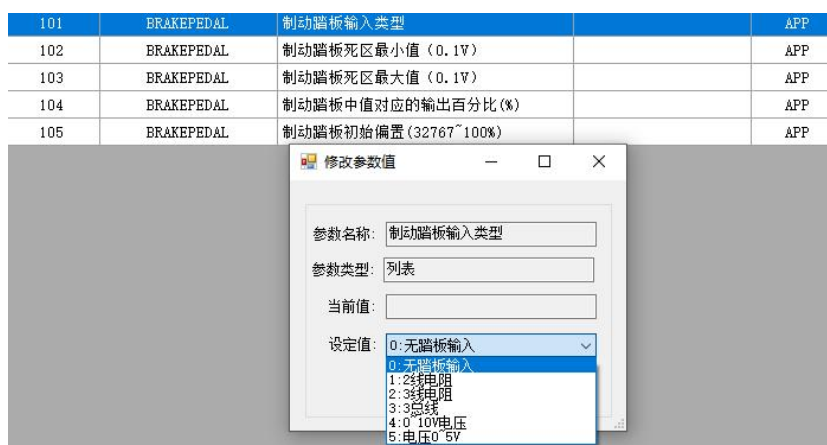 101 BRAKEPEDAL 制动踏板输入类型 APP
102 BRAKEPEDAL 制动踏板死区最小值（0.1V） APP
103 BRAKEPEDAL 制动踏板死区最大值（0.1V） APP
104 BRAKEPEDAL 制动踏板中值对应的输出百分比(%) APP
105 BRAKEPEDAL 制动踏板初始偏置(32767~100%) APP
修改参数值
参数名称: 制动踏板输入类型
参数类型: 列表
当前值:
设定值: 0:无踏板输入
0:无踏板输入
1:2线电阻
2:3线电阻
3:3总线
4:0~10V电压
5:电压0~5V